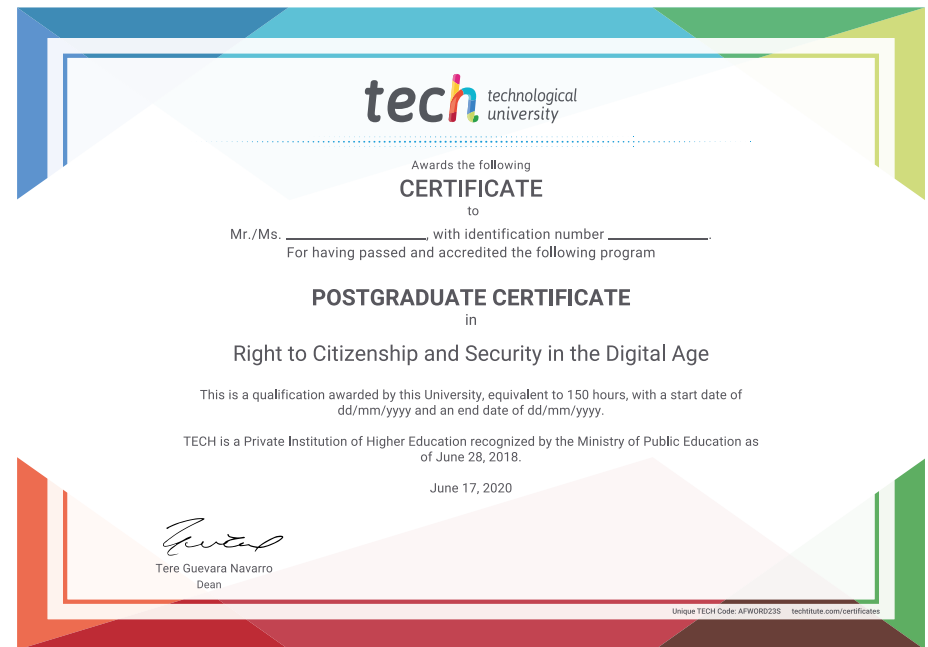 tech technological
university
Awards the following
CERTIFICATE
to
Mr./Ms. ____________________, with identification number ______________.
For having passed and accredited the following program
POSTGRADUATE CERTIFICATE
in
Right to Citizenship and Security in the Digital Age
This is a qualification awarded by this University, equivalent to 150 hours, with a start date of
dd/mm/yyyy and an end date of dd/mm/yyyy.
TECH is a Private Institution of Higher Education recognized by the Ministry of Public Education as
of June 28, 2018.
June 17, 2020
Tere Guevara Navarro
Dean
Unique TECH Code: AFWORD23S techtitute.com/certificates